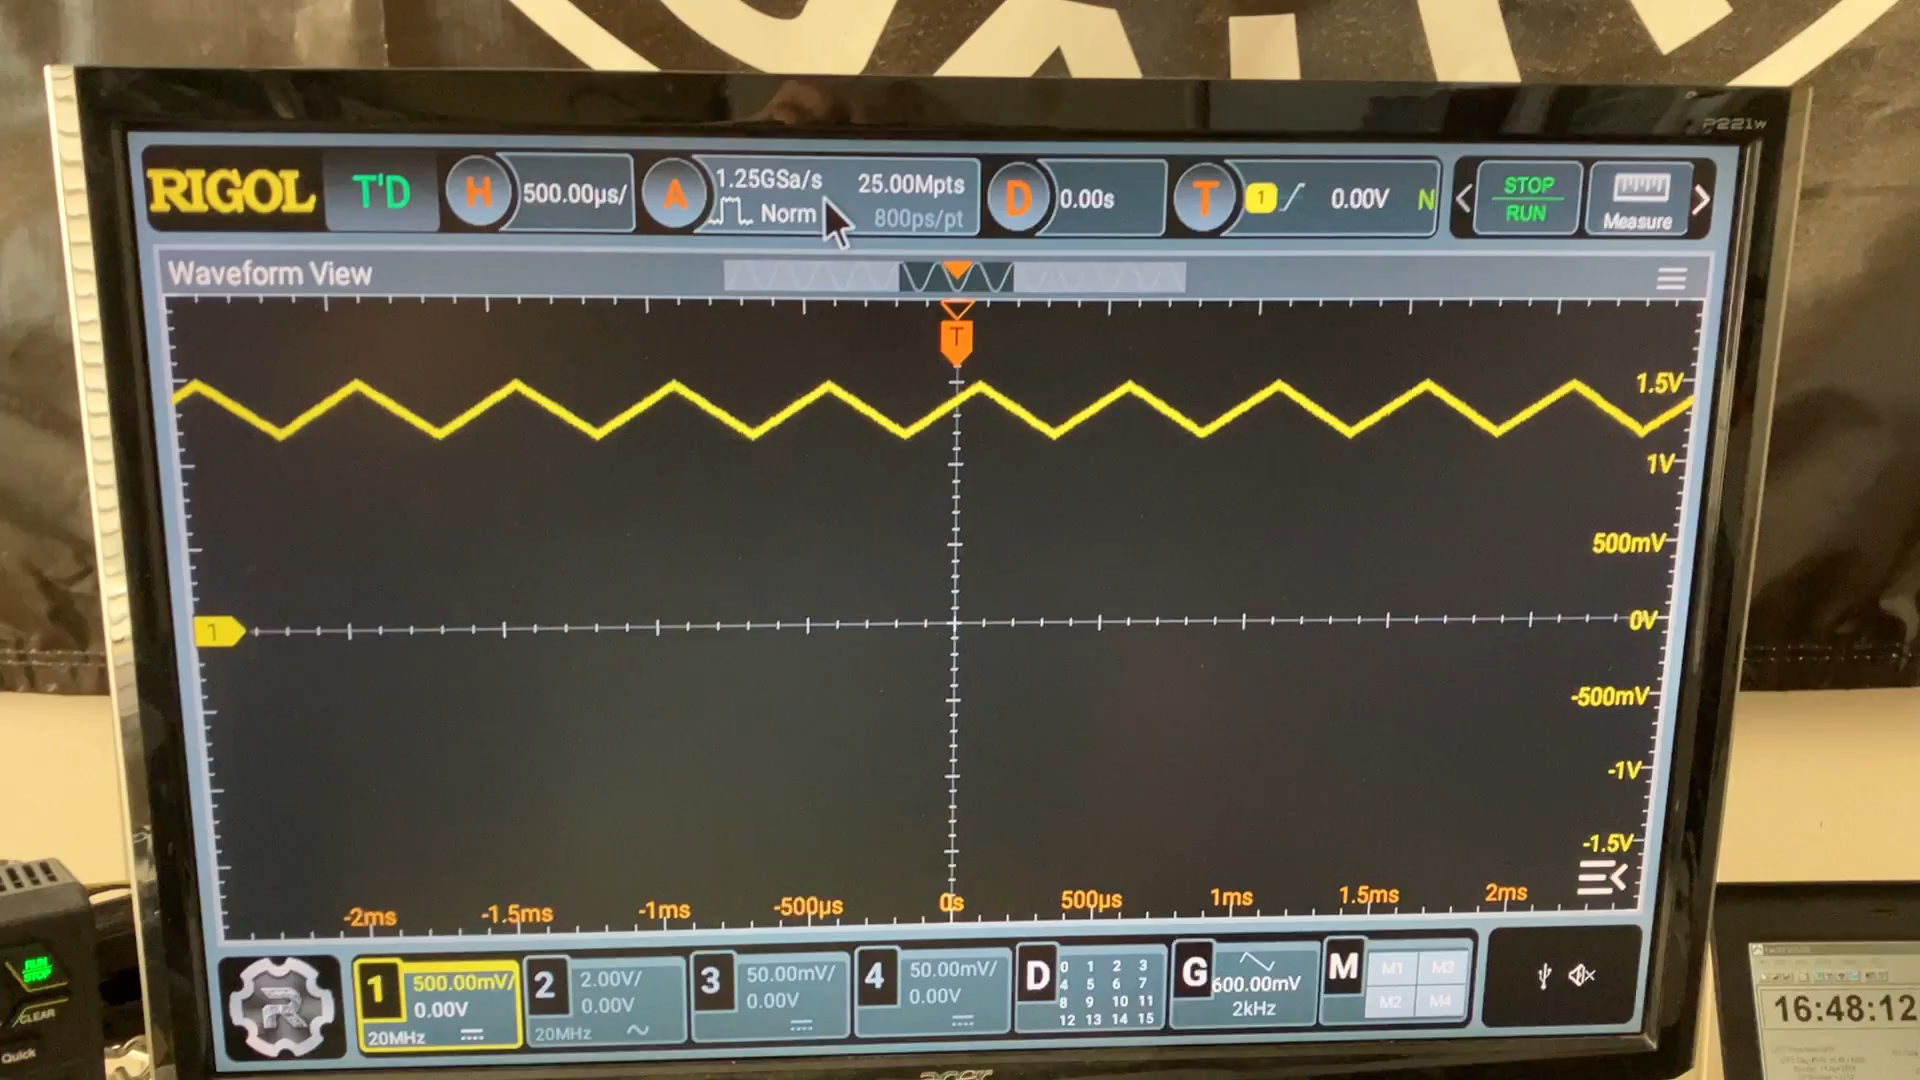 P221w
RIGOL T'D H 500.00µs/ A 1.25GSa/s 25.00Mpts D 0.00s T 1 0.00V N STOP
Norm 800ps/pt RUN Measure
Waveform View
T
1.5V
1V
500mV
1 0V
-500mV
-1V
-1.5V
-2ms -1.5ms -1ms -500µs 0s 500µs 1ms 1.5ms 2ms
1 500.00mV/ 2 2.00V/ 3 50.00mV/ 4 50.00mV/ D 0 1 2 3 G 600.00mV M M1 M3
0.00V 0.00V 0.00V 0.00V 4 5 6 7 2kHz M2 M4
20MHz 20MHz 8 9 10 11
12 13 14 15
R
acer
RUN
STOP
CLEAR
Quick
16:48:12